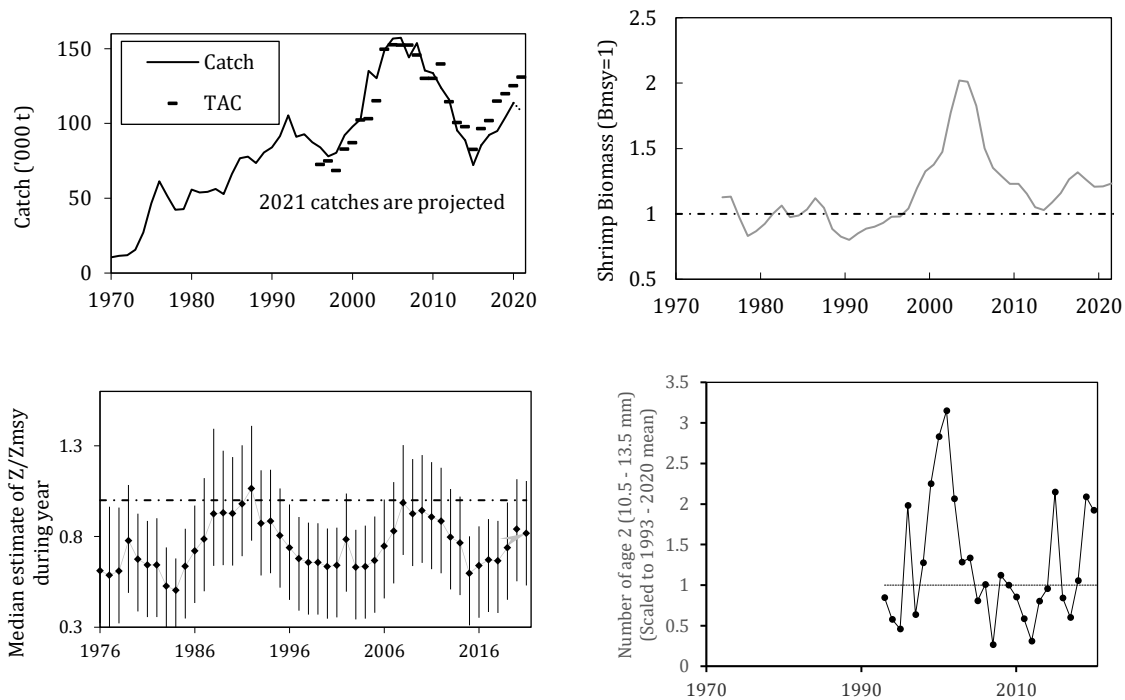 Catch ('000 t)
150
100
50
0
Catch
TAC
2021 catches are projected
1970 1980 1990 2000 2010 2020
Shrimp Biomass (Bmsy=1)
2.5
2
1.5
1
0.5
1970 1980 1990 2000 2010 2020
Median estimate of Z/Zmsy
during year
1.3
0.8
0.3
1976 1986 1996 2006 2016
Number of age 2 (10.5 - 13.5 mm)
(Scaled to 1993 - 2020 mean)
3.5
3
2.5
2
1.5
1
0.5
0
1970 1990 2010